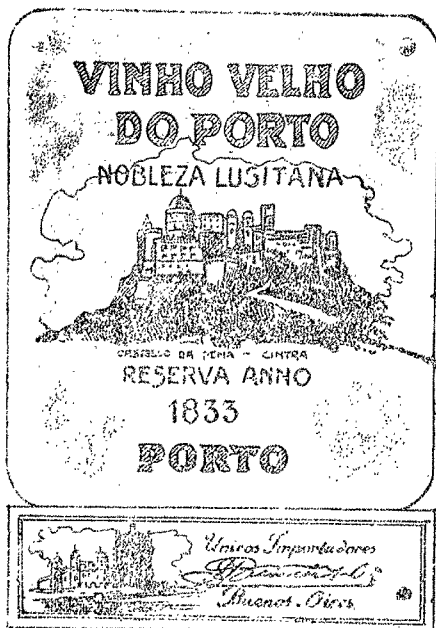 VINHO VELHO
DO PORTO
NOBLEZA LUSITANA
CASTELLO DA PENA - CINTRA
RESERVA ANNO
1833
PORTO
Unicos Importadores
Buenos Aires